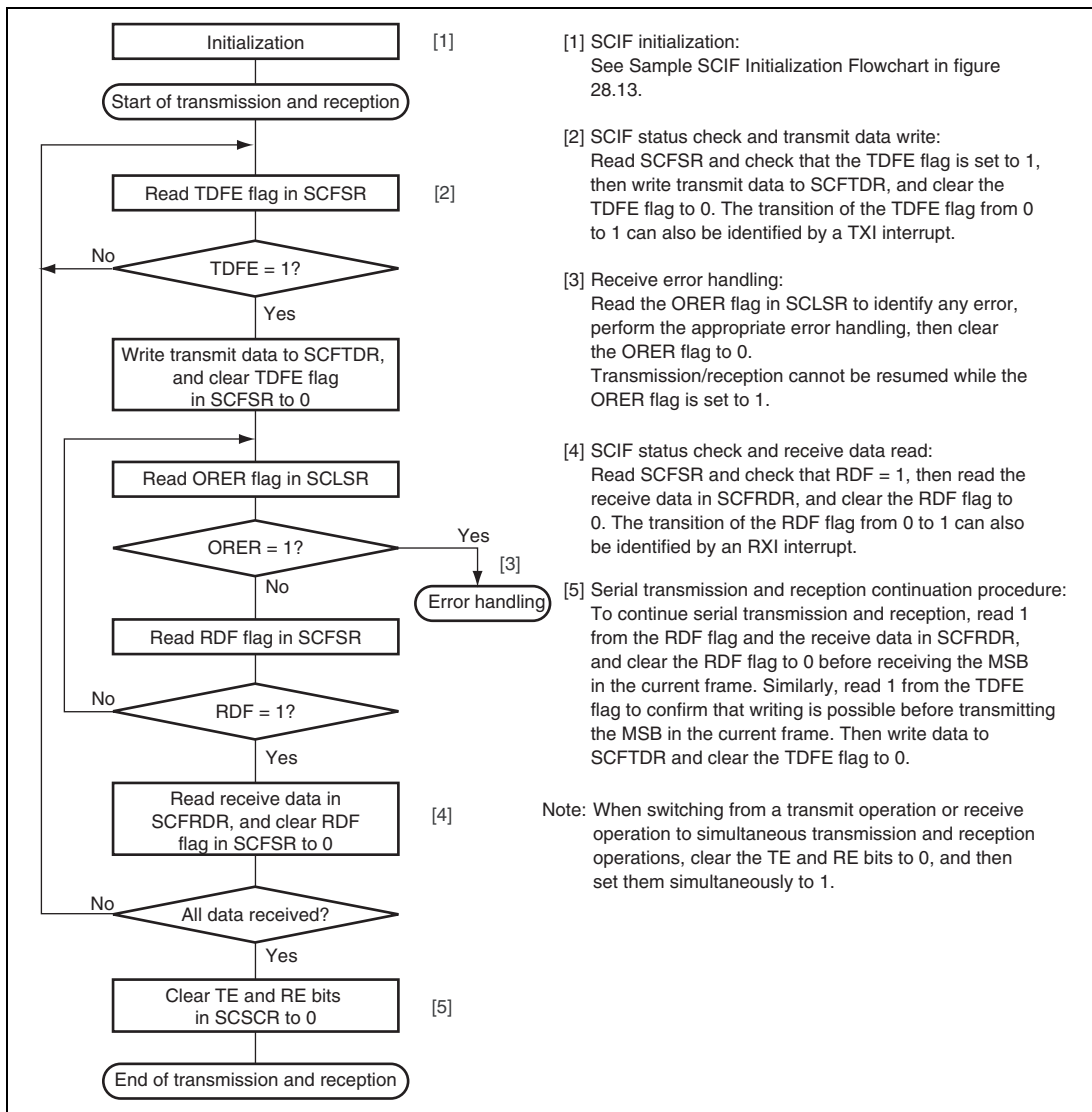 Initialization
[1]
Start of transmission and reception
Read TDFE flag in SCFSR
[2]
No
TDFE = 1?
Yes
Write transmit data to SCFTDR,
and clear TDFE flag
in SCFSR to 0
Read ORER flag in SCLSR
ORER = 1?
Yes
[3]
No
Error handling
Read RDF flag in SCFSR
No
RDF = 1?
Yes
Read receive data in
SCFRDR, and clear RDF
flag in SCFSR to 0
[4]
No
All data received?
Yes
Clear TE and RE bits
in SCSCR to 0
[5]
End of transmission and reception
[1] SCIF initialization:
See Sample SCIF Initialization Flowchart in figure
28.13.
[2] SCIF status check and transmit data write:
Read SCFSR and check that the TDFE flag is set to 1,
then write transmit data to SCFTDR, and clear the
TDFE flag to 0. The transition of the TDFE flag from 0
to 1 can also be identified by a TXI interrupt.
[3] Receive error handling:
Read the ORER flag in SCLSR to identify any error,
perform the appropriate error handling, then clear
the ORER flag to 0.
Transmission/reception cannot be resumed while the
ORER flag is set to 1.
[4] SCIF status check and receive data read:
Read SCFSR and check that RDF = 1, then read the
receive data in SCFRDR, and clear the RDF flag to
0. The transition of the RDF flag from 0 to 1 can also
be identified by an RXI interrupt.
[5] Serial transmission and reception continuation procedure:
To continue serial transmission and reception, read 1
from the RDF flag and the receive data in SCFRDR,
and clear the RDF flag to 0 before receiving the MSB
in the current frame. Similarly, read 1 from the TDFE
flag to confirm that writing is possible before transmitting
the MSB in the current frame. Then write data to
SCFTDR and clear the TDFE flag to 0.
Note: When switching from a transmit operation or receive
operation to simultaneous transmission and reception
operations, clear the TE and RE bits to 0, and then
set them simultaneously to 1.